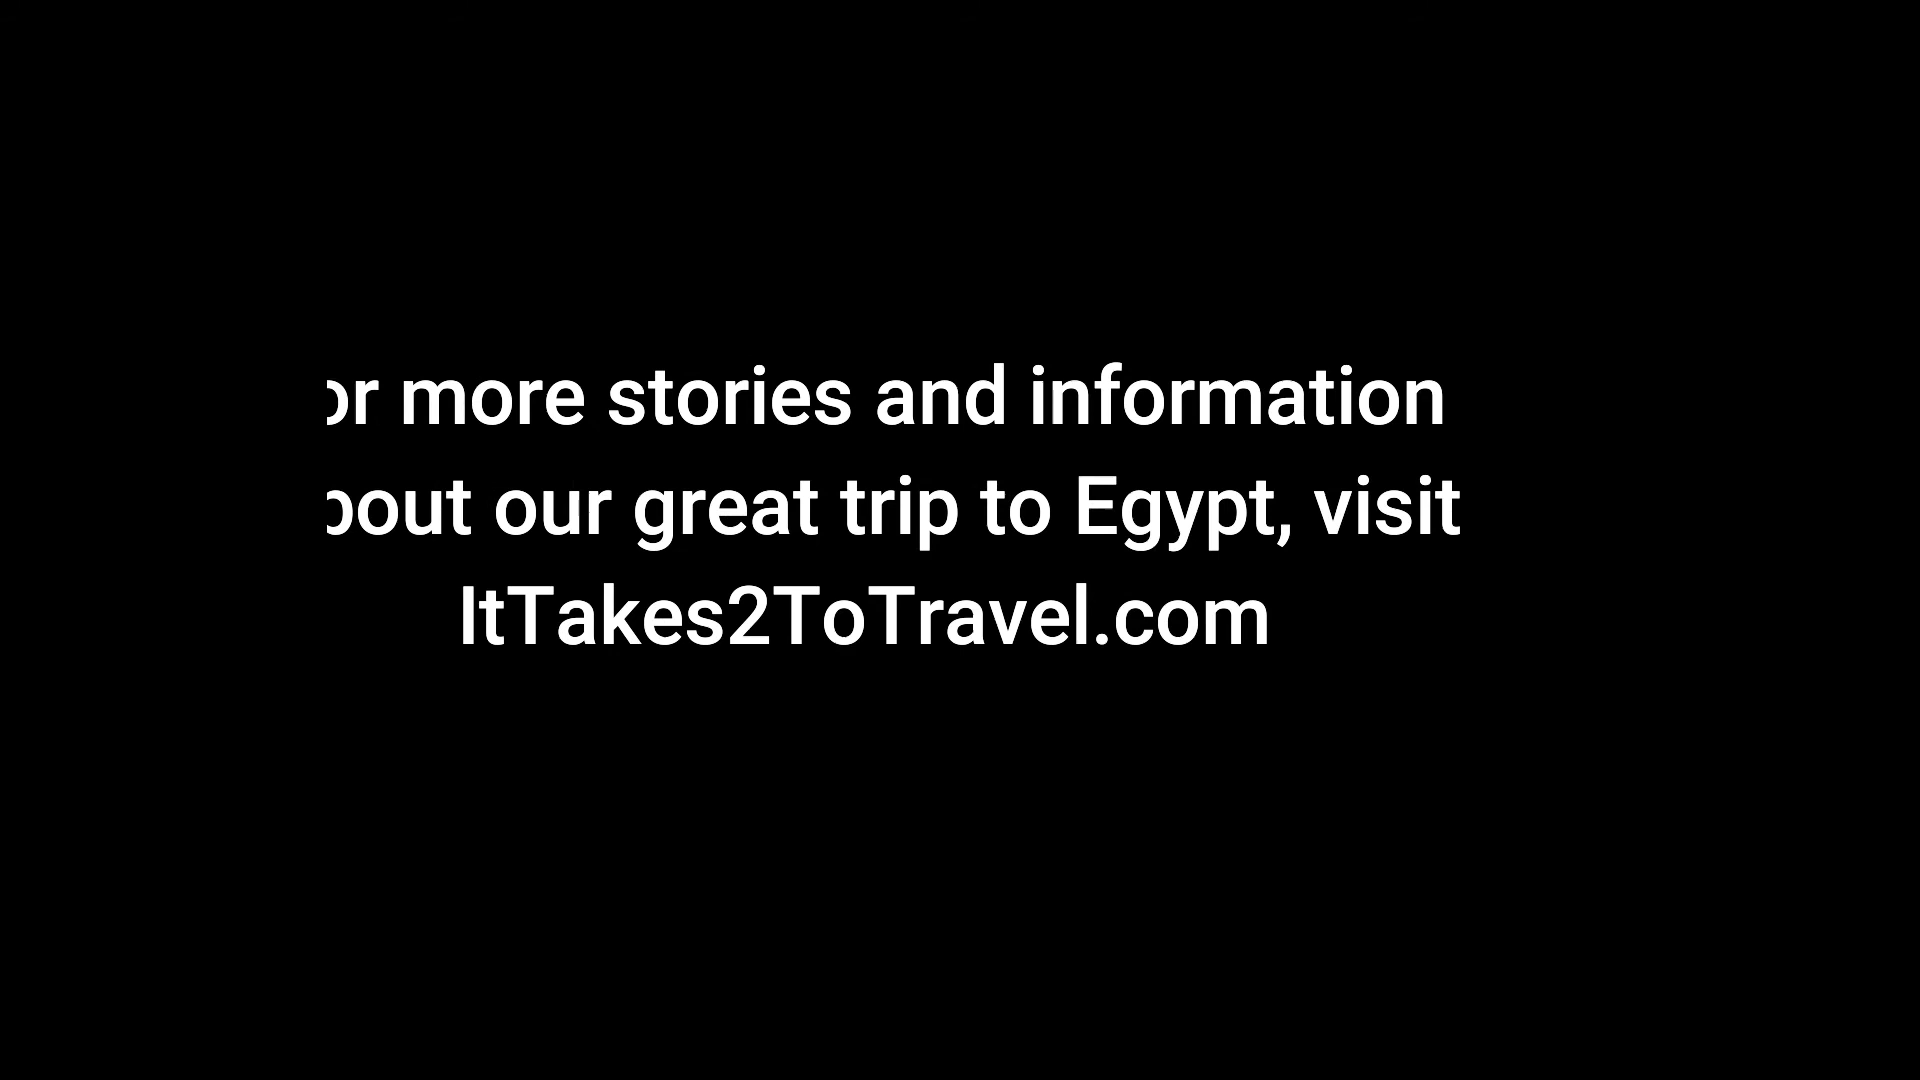 or more stories and information
bout our great trip to Egypt, visit
ItTakes2ToTravel.com